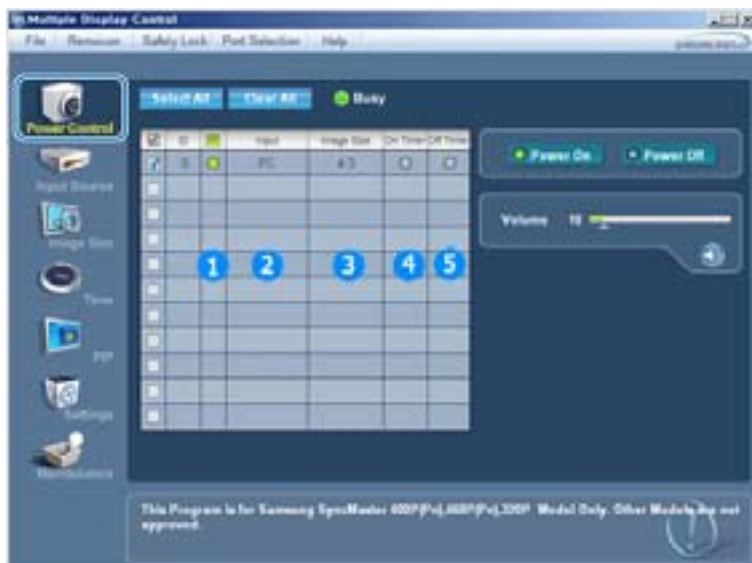 Multiple Display Control
File Remocon Safety Lock Port Selection Help
Select All Clear All Busy
Power Control
ID Input Image Size On Timer Off Timer
0 PC 4:3
Power On Power Off
Input Source
Volume 10
Image Size
1 2 3 4 5
Time
PIP
Settings
Maintenance
This Program is for Samsung SyncMaster 400P(Pn),460P(Pn),320P Model Only. Other Models are not
approved.